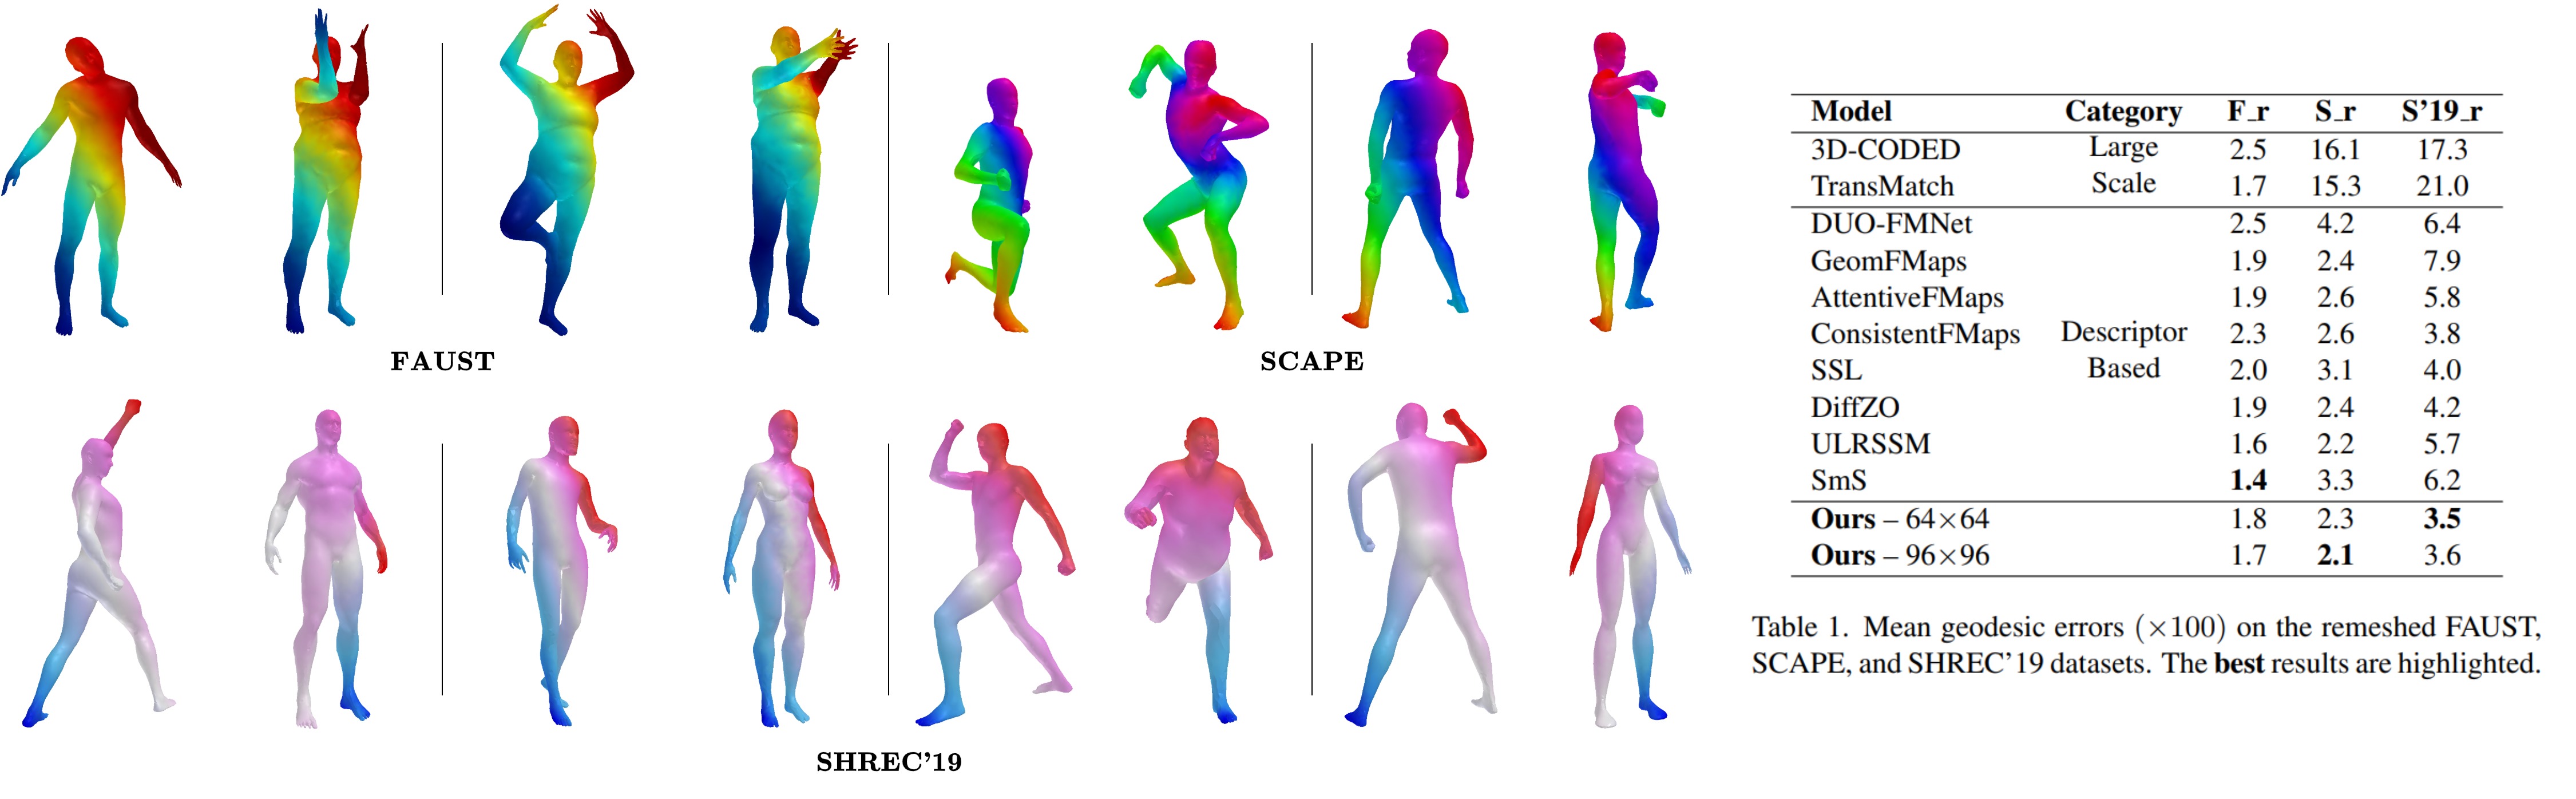 FAUST
SCAPE
SHREC'19
Model Category F_r S_r S'19_r
3D-CODED Large 2.5 16.1 17.3
TransMatch Scale 1.7 15.3 21.0
DUO-FMNet 2.5 4.2 6.4
GeomFMaps 1.9 2.4 7.9
AttentiveFMaps 1.9 2.6 5.8
ConsistentFMaps Descriptor 2.3 2.6 3.8
SSL Based 2.0 3.1 4.0
DiffZO 1.9 2.4 4.2
ULRSSM 1.6 2.2 5.7
SmS 1.4 3.3 6.2
Ours – 64×64 1.8 2.3 3.5
Ours – 96×96 1.7 2.1 3.6
Table 1. Mean geodesic errors (×100) on the remeshed FAUST,
SCAPE, and SHREC'19 datasets. The best results are highlighted.